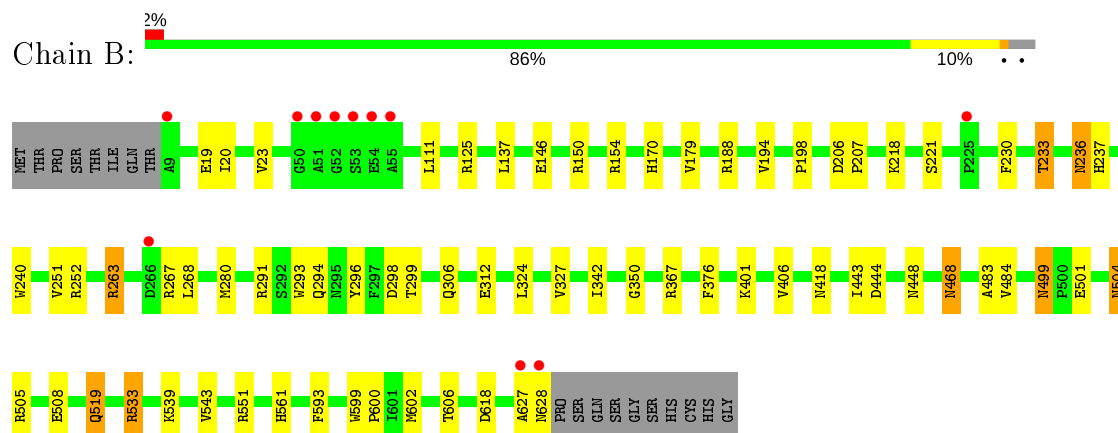 2%
Chain B:
86% 10% • •
MET THR PRO SER THR ILE GLN THR A9 E19 I20 V23 G50 A51 G52 S53 E54 A55 L111 R125 L137 E146 R150 R154 H170 V179 R188 V194 P198 D206 P207 K218 S221 P225 F230 T233 N236 H237
W240 V251 R252 R263 D266 R267 L268 M280 R291 S292 W293 Q294 N295 Y296 F297 D298 T299 Q306 E312 L324 V327 I342 G350 R367 F376 K401 V406 N418 I443 D444 N448 N468 A483 V484 N499 P500 E501 N504
R505 E508 Q519 R533 K539 V543 R551 H561 F593 W599 P600 I601 M602 T606 D618 A627 N628 PRO SER GLN SER GLY SER HIS CYS HIS GLY